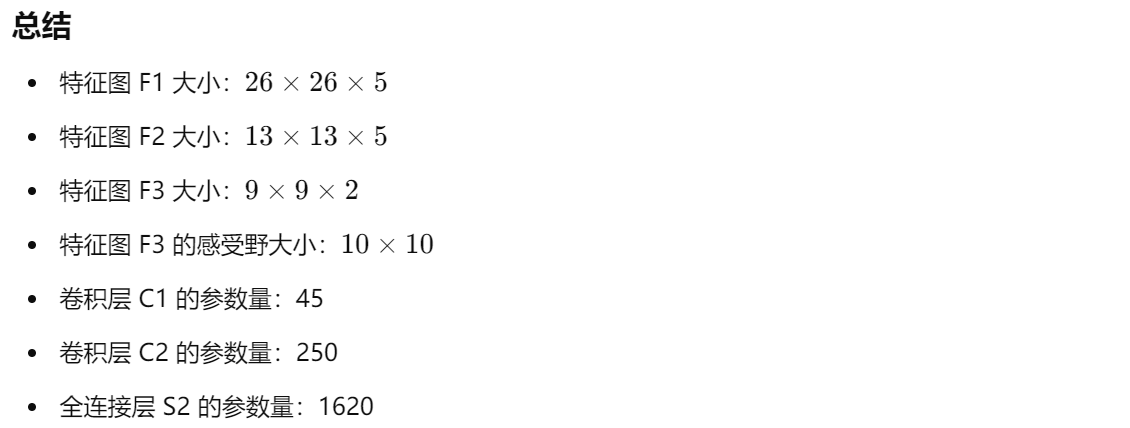 总结
特征图 F1 大小：26 × 26 × 5
特征图 F2 大小：13 × 13 × 5
特征图 F3 大小：9 × 9 × 2
特征图 F3 的感受野大小：10 × 10
卷积层 C1 的参数量：45
卷积层 C2 的参数量：250
全连接层 S2 的参数量：1620